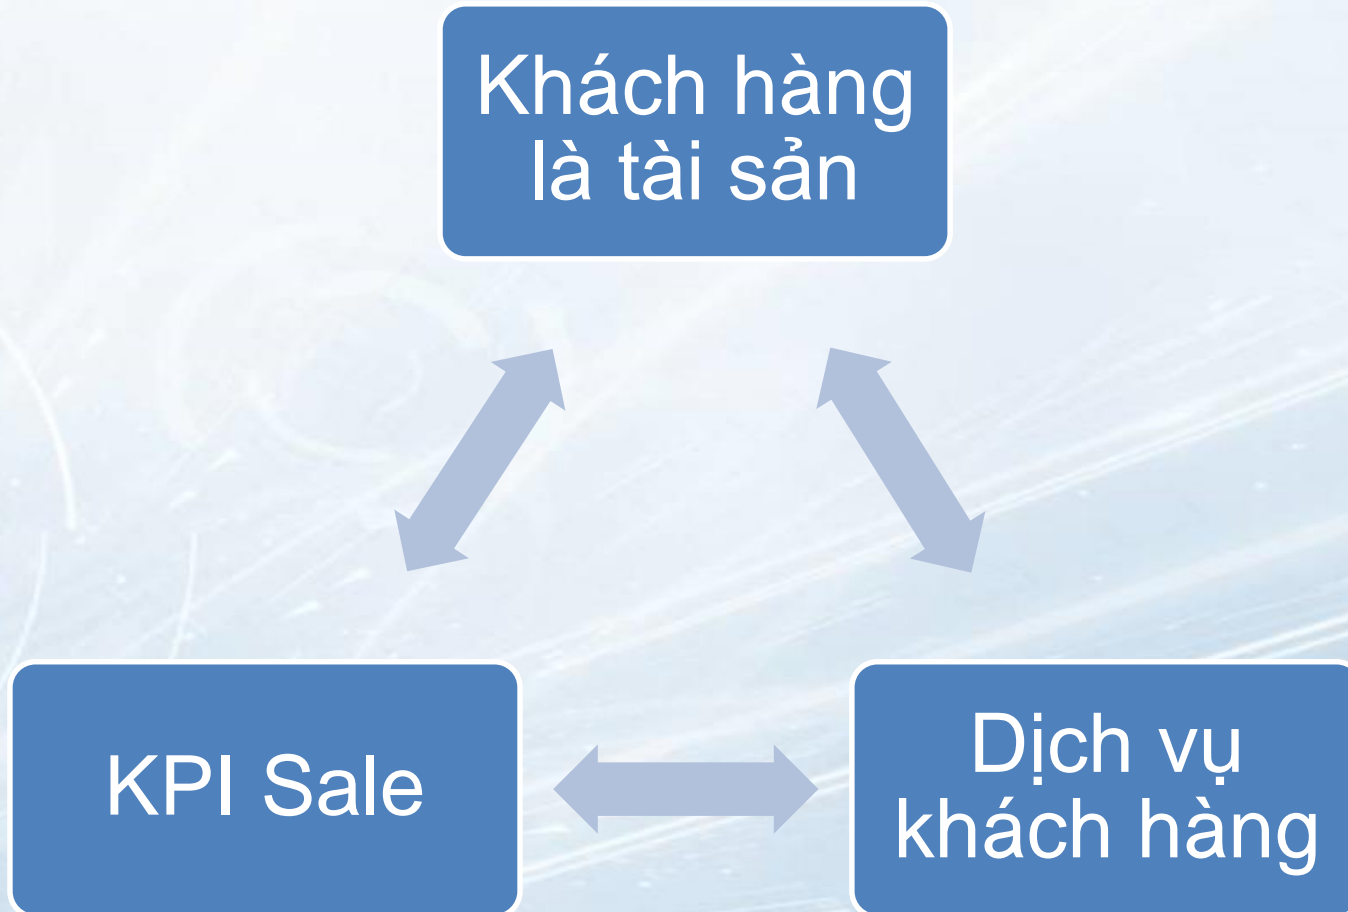 Khách hàng
là tài sản
KPI Sale
Dịch vụ
khách hàng